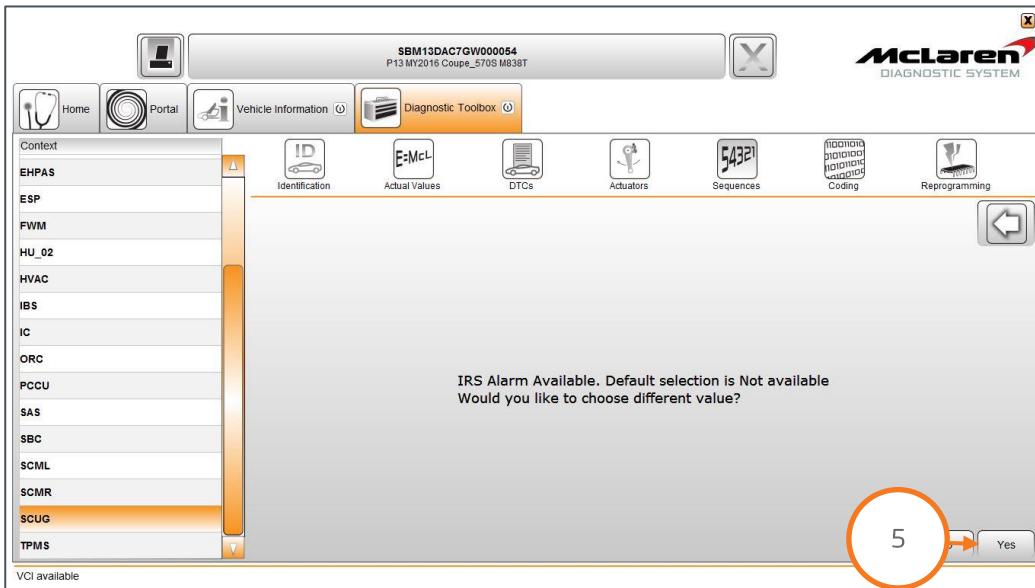 X
SBM13DAC7GW000054
P13 MY2016 Coupe_570S M838T
X
McLaren
DIAGNOSTIC SYSTEM
Home
Portal
Vehicle Information
Diagnostic Toolbox
Context
EHPAS
ESP
FWM
HU_02
HVAC
IBS
IC
ORC
PCCU
SAS
SBC
SCML
SCMR
SCUG
TPMS
ID
Identification
E=McL
Actual Values
DTCs
Actuators
54321
Sequences
Coding
Reprogramming
IRS Alarm Available. Default selection is Not available
Would you like to choose different value?
5
Yes
VCI available